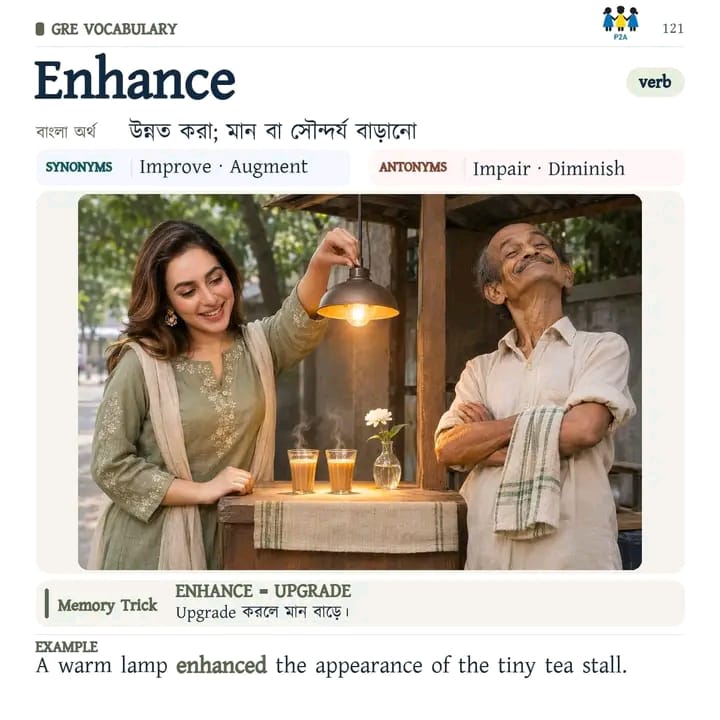 GRE VOCABULARY
P2A
121
Enhance
verb
বাংলা অর্থ উন্নত করা; মান বা সৌন্দর্য বাড়ানো
SYNONYMS Improve · Augment ANTONYMS Impair · Diminish
Memory Trick
ENHANCE = UPGRADE
Upgrade করলে মান বাড়ে।
EXAMPLE
A warm lamp enhanced the appearance of the tiny tea stall.